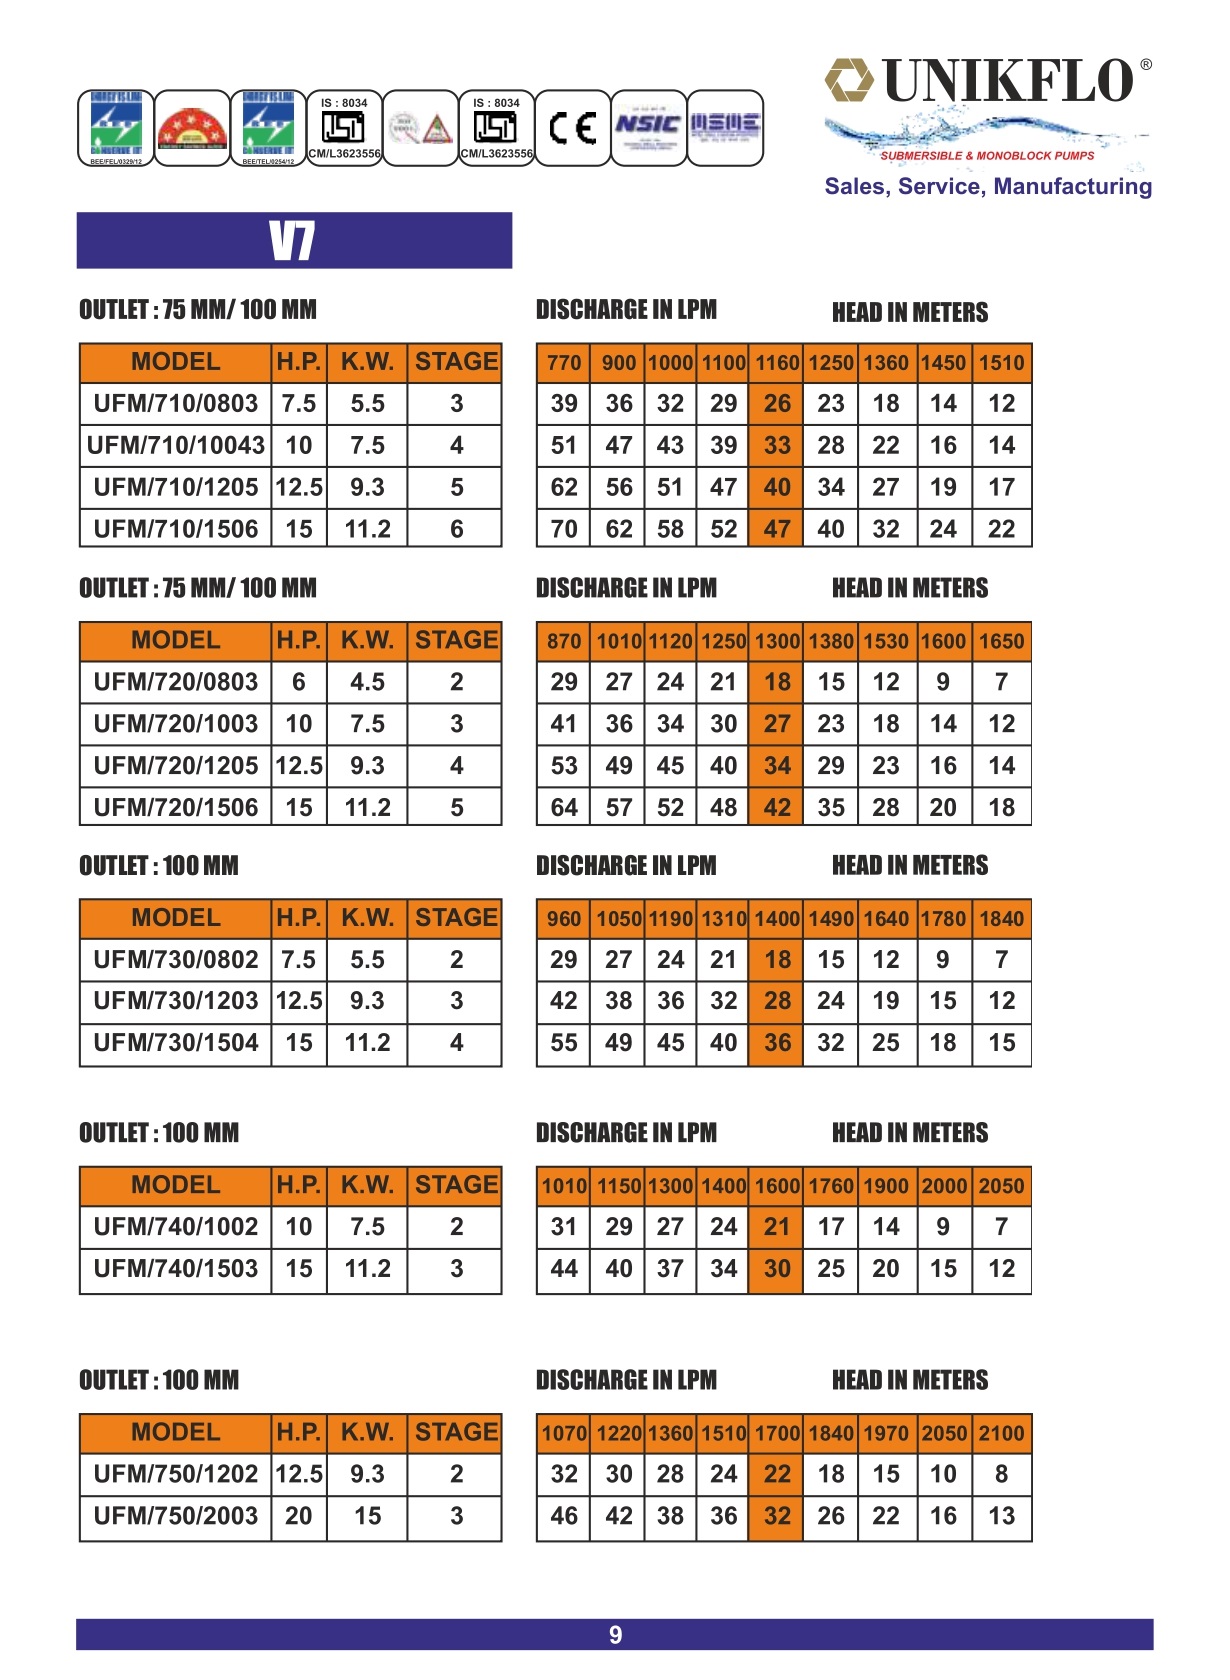 UNIKFLO ®
SUBMERSIBLE & MONOBLOCK PUMPS
Sales, Service, Manufacturing
BEE/FEL/0329/12
BEE/TEL/0254/12
IS : 8034
CM/L3623556
IS : 8034
CM/L3623556
CE
NSIC
MSME
V7
OUTLET : 75 MM/ 100 MM DISCHARGE IN LPM HEAD IN METERS
MODEL H.P. K.W. STAGE 770 900 1000 1100 1160 1250 1360 1450 1510
UFM/710/0803 7.5 5.5 3 39 36 32 29 26 23 18 14 12
UFM/710/10043 10 7.5 4 51 47 43 39 33 28 22 16 14
UFM/710/1205 12.5 9.3 5 62 56 51 47 40 34 27 19 17
UFM/710/1506 15 11.2 6 70 62 58 52 47 40 32 24 22
OUTLET : 75 MM/ 100 MM DISCHARGE IN LPM HEAD IN METERS
MODEL H.P. K.W. STAGE 870 1010 1120 1250 1300 1380 1530 1600 1650
UFM/720/0803 6 4.5 2 29 27 24 21 18 15 12 9 7
UFM/720/1003 10 7.5 3 41 36 34 30 27 23 18 14 12
UFM/720/1205 12.5 9.3 4 53 49 45 40 34 29 23 16 14
UFM/720/1506 15 11.2 5 64 57 52 48 42 35 28 20 18
OUTLET : 100 MM DISCHARGE IN LPM HEAD IN METERS
MODEL H.P. K.W. STAGE 960 1050 1190 1310 1400 1490 1640 1780 1840
UFM/730/0802 7.5 5.5 2 29 27 24 21 18 15 12 9 7
UFM/730/1203 12.5 9.3 3 42 38 36 32 28 24 19 15 12
UFM/730/1504 15 11.2 4 55 49 45 40 36 32 25 18 15
OUTLET : 100 MM DISCHARGE IN LPM HEAD IN METERS
MODEL H.P. K.W. STAGE 1010 1150 1300 1400 1600 1760 1900 2000 2050
UFM/740/1002 10 7.5 2 31 29 27 24 21 17 14 9 7
UFM/740/1503 15 11.2 3 44 40 37 34 30 25 20 15 12
OUTLET : 100 MM DISCHARGE IN LPM HEAD IN METERS
MODEL H.P. K.W. STAGE 1070 1220 1360 1510 1700 1840 1970 2050 2100
UFM/750/1202 12.5 9.3 2 32 30 28 24 22 18 15 10 8
UFM/750/2003 20 15 3 46 42 38 36 32 26 22 16 13
9